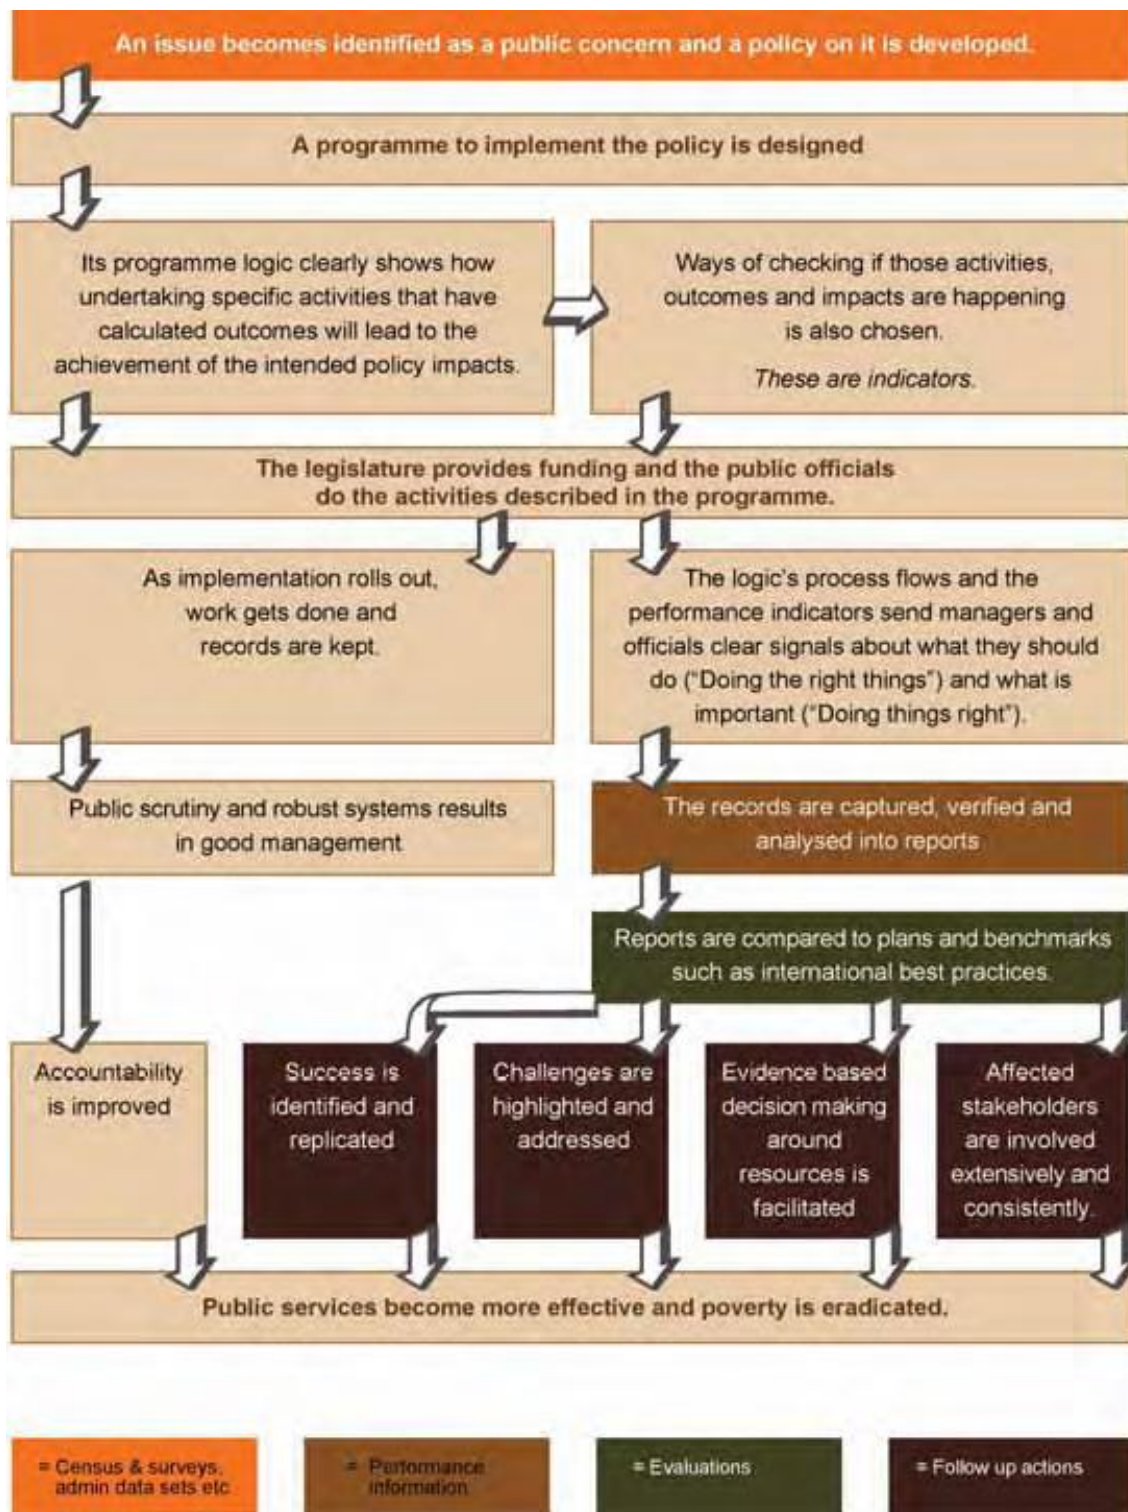 An issue becomes identified as a public concern and a policy on it is developed.
A programme to implement the policy is designed
Its programme logic clearly shows how
undertaking specific activities that have
calculated outcomes will lead to the
achievement of the intended policy impacts.
Ways of checking if those activities,
outcomes and impacts are happening
is also chosen.
These are indicators.
The legislature provides funding and the public officials
do the activities described in the programme.
As implementation rolls out,
work gets done and
records are kept.
The logic's process flows and the
performance indicators send managers and
officials clear signals about what they should
do ("Doing the right things") and what is
important ("Doing things right").
Public scrutiny and robust systems results
in good management
The records are captured, verified and
analysed into reports
Reports are compared to plans and benchmarks
such as international best practices.
Accountability
is improved
Success is
identified and
replicated
Challenges are
highlighted and
addressed
Evidence based
decision making
around
resources is
facilitated
Affected
stakeholders
are involved
extensively and
consistently.
Public services become more effective and poverty is eradicated.
= Census & surveys,
admin data sets etc
= Performance
information
= Evaluations
= Follow up actions